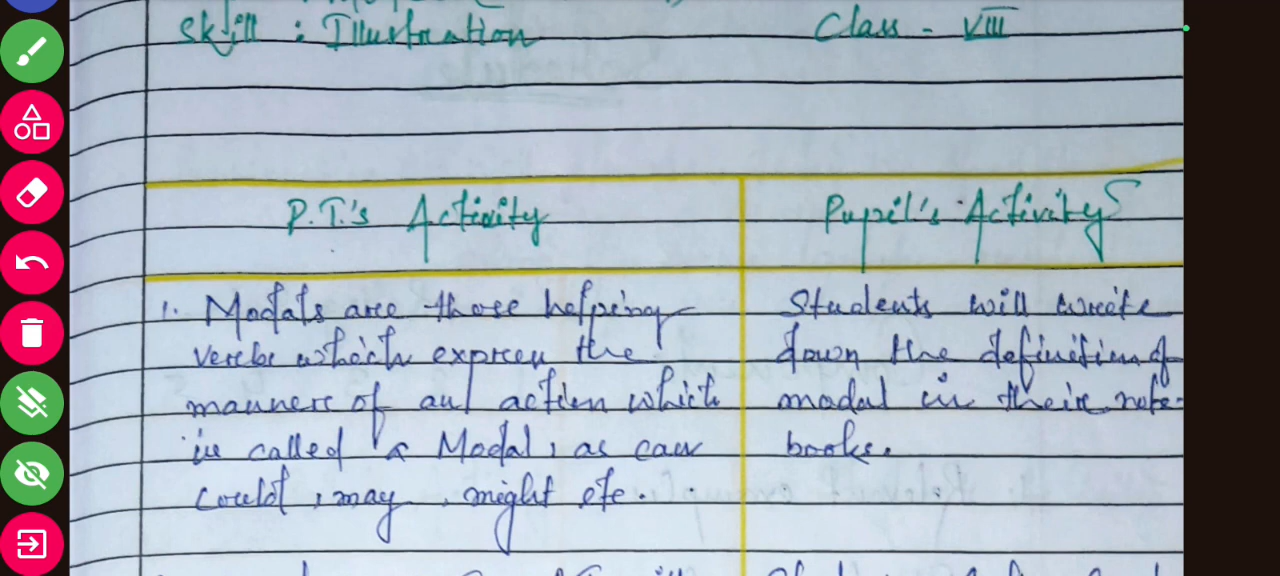 Skill : Illustration Class - VIII
P.T.'s Activity Pupil's Activity
1. Modals are those helping
verbs which express the
manners of an action which
is called a Modal, as can
could, may, might etc.
Students will write
down the definition of
modal in their note-
books.